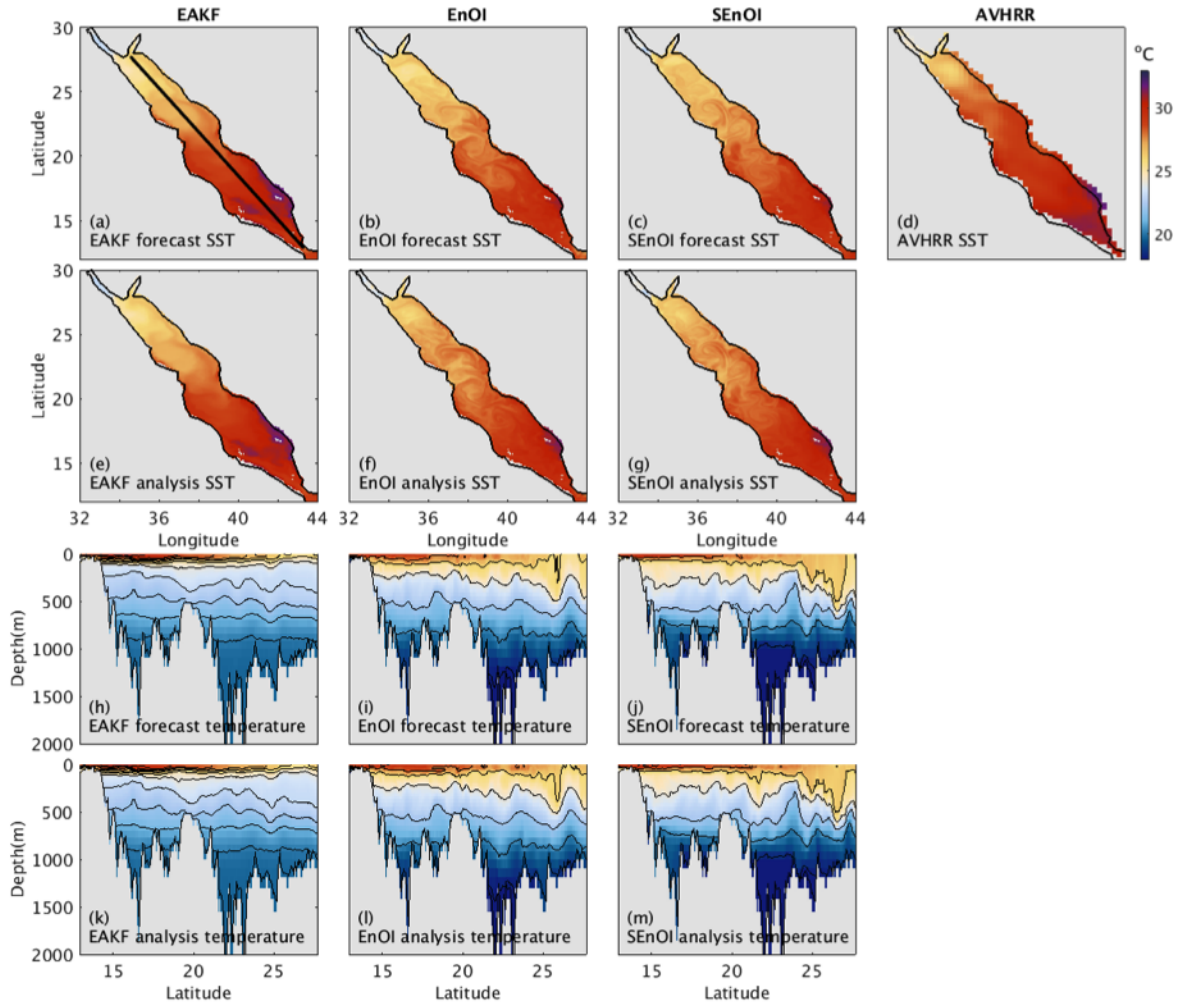 EAKF EnOI SEnOI AVHRR
30
25
20
15
Latitude
(a)
EAKF forecast SST
(b)
EnOI forecast SST
(c)
SEnOI forecast SST
(d)
AVHRR SST
°C
30
25
20
30
25
20
15
Latitude
(e)
EAKF analysis SST
(f)
EnOI analysis SST
(g)
SEnOI analysis SST
32 36 40 44
32 36 40 44
32 36 40 44
Longitude Longitude Longitude
0
500
1000
1500
2000
Depth(m)
(h)
EAKF forecast temperature
(i)
EnOI forecast temperature
(j)
SEnOI forecast temperature
0
500
1000
1500
2000
Depth(m)
(k)
EAKF analysis temperature
(l)
EnOI analysis temperature
(m)
SEnOI analysis temperature
15 20 25
15 20 25
15 20 25
Latitude Latitude Latitude